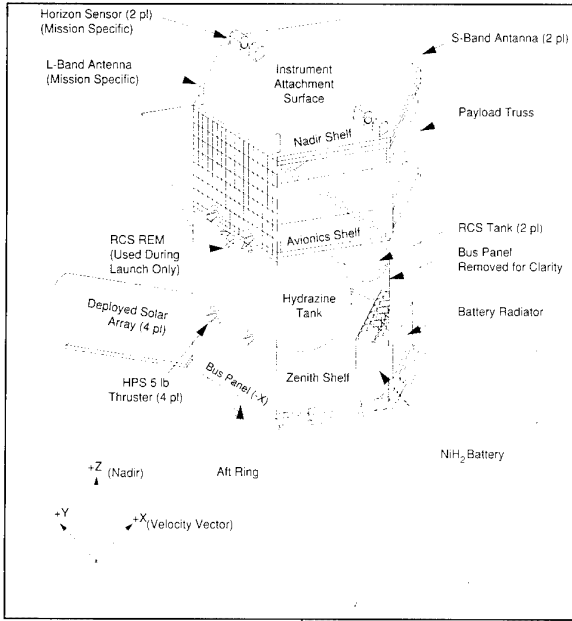 Horizon Sensor (2 pl)
(Mission Specific)
S-Band Antenna (2 pl)
L-Band Antenna
(Mission Specific)
Instrument
Attachment
Surface
Payload Truss
Nadir Shelf
RCS REM
(Used During
Launch Only)
Avionics Shelf
RCS Tank (2 pl)
Bus Panel
Removed for Clarity
Deployed Solar
Array (4 pl)
Hydrazine
Tank
Battery Radiator
HPS 5 lb
Thruster (4 pl)
Bus Panel (-X)
Zenith Shelf
+Z (Nadir)
Aft Ring
NiH2 Battery
+Y
+X (Velocity Vector)